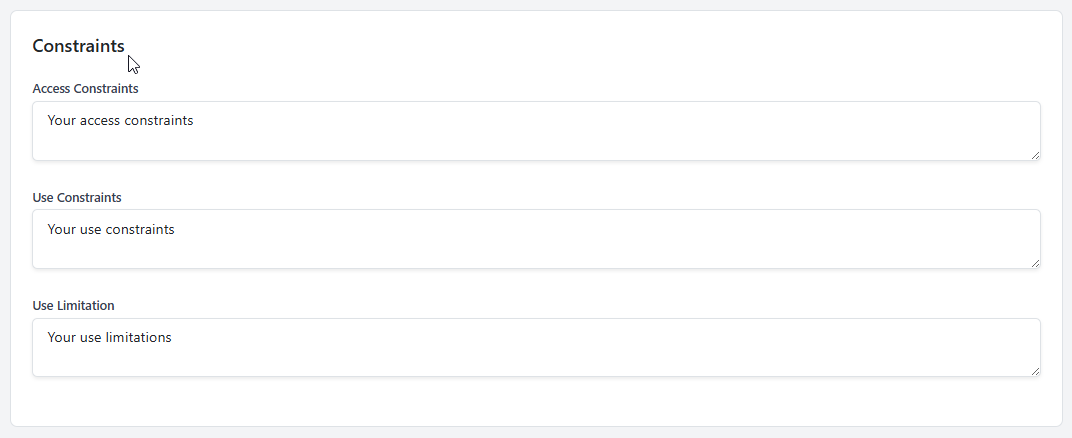 Constraints
Access Constraints
Your access constraints
Use Constraints
Your use constraints
Use Limitation
Your use limitations